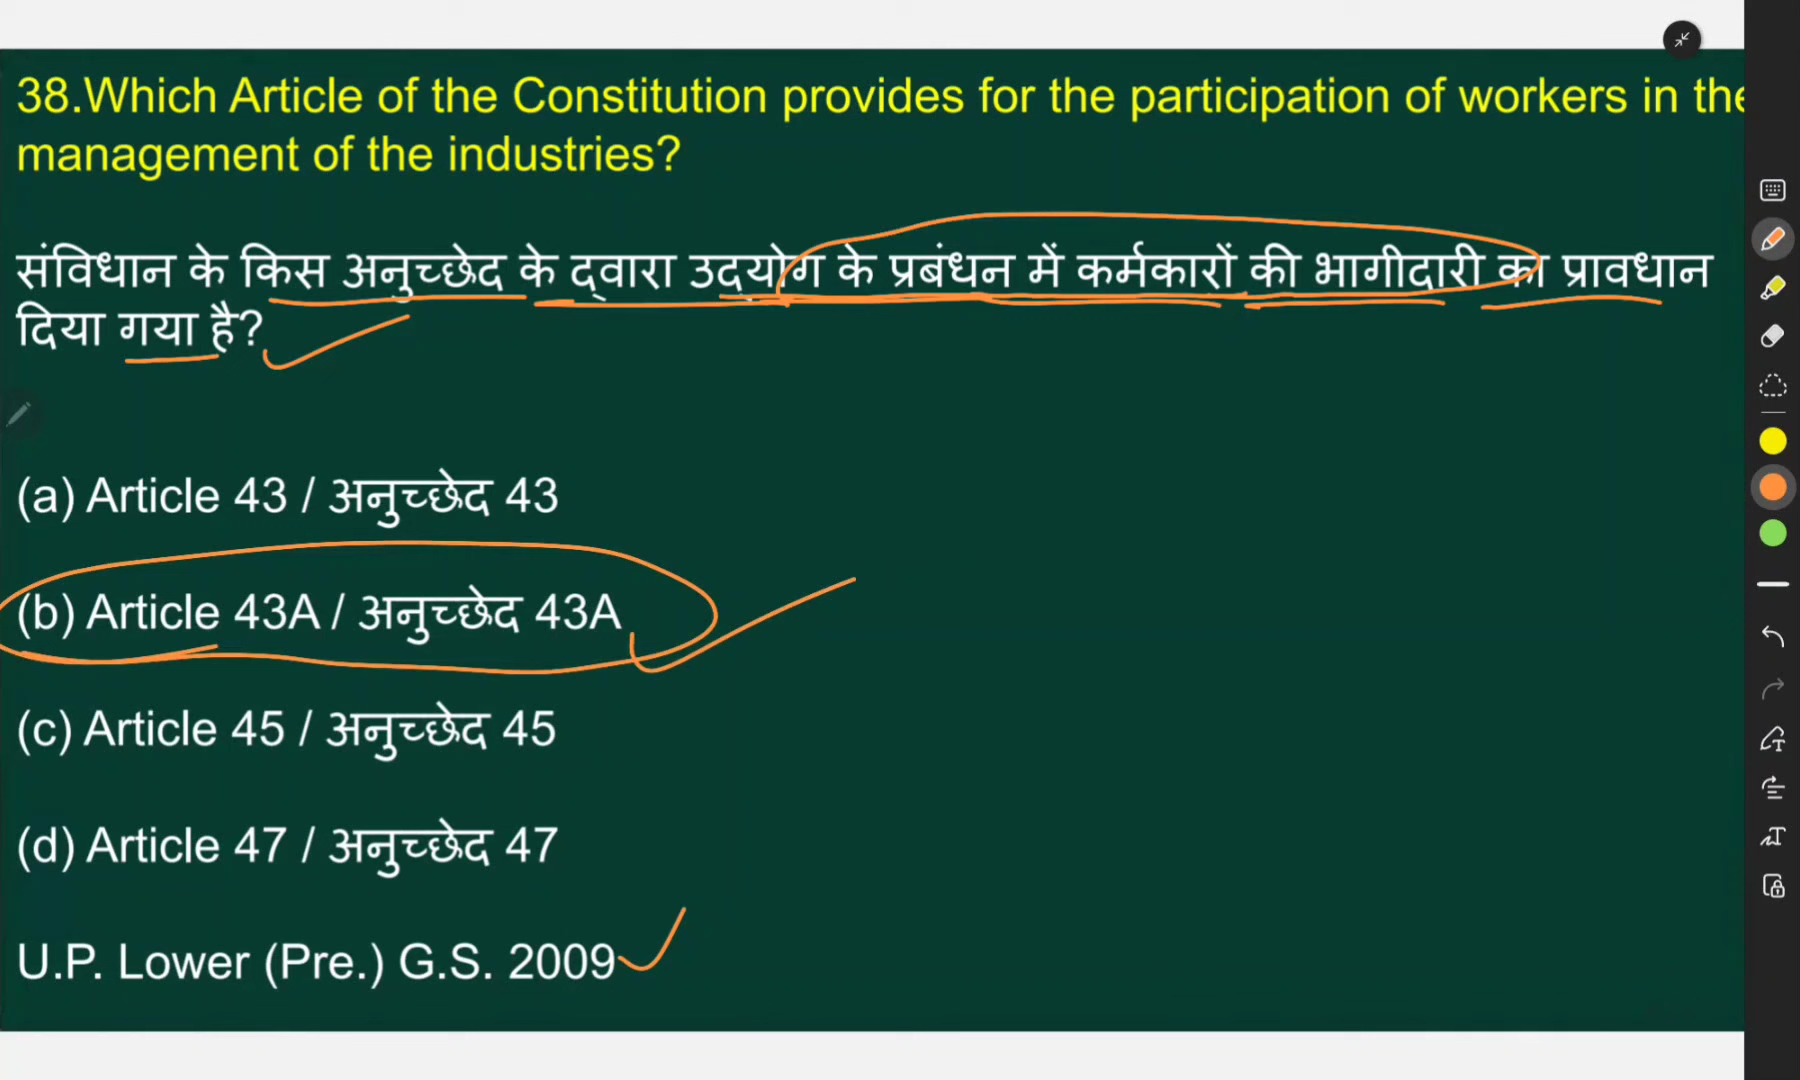 38.Which Article of the Constitution provides for the participation of workers in the
management of the industries?
संविधान के किस अनुच्छेद के द्वारा उद्योग के प्रबंधन में कर्मकारों की भागीदारी का प्रावधान
दिया गया है?
(a) Article 43 / अनुच्छेद 43
(b) Article 43A / अनुच्छेद 43A
(c) Article 45 / अनुच्छेद 45
(d) Article 47 / अनुच्छेद 47
U.P. Lower (Pre.) G.S. 2009